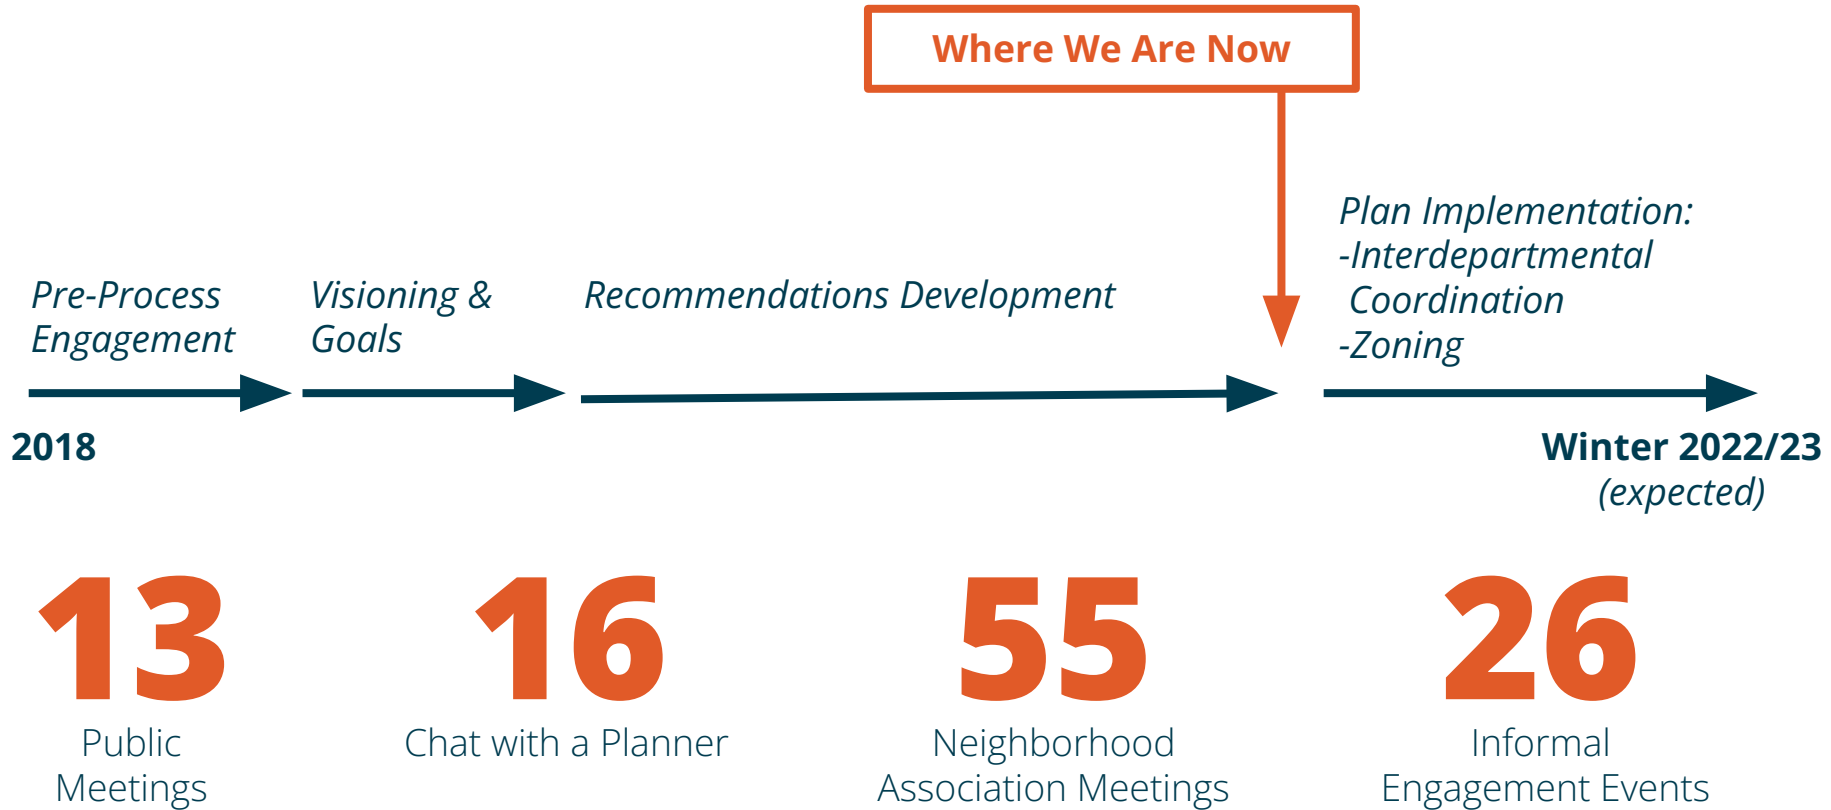 Where We Are Now
Pre-Process
Engagement
Visioning &
Goals
Recommendations Development
Plan Implementation:
-Interdepartmental
Coordination
-Zoning
2018
Winter 2022/23
(expected)
13
Public
Meetings
16
Chat with a Planner
55
Neighborhood
Association Meetings
26
Informal
Engagement Events